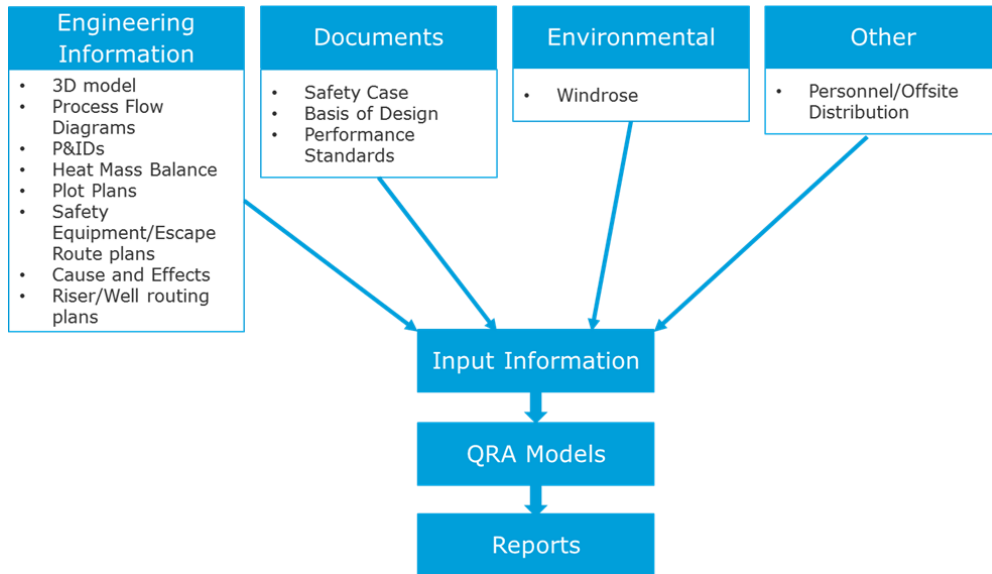 Engineering
Information
• 3D model
• Process Flow
Diagrams
• P&IDs
• Heat Mass Balance
• Plot Plans
• Safety
Equipment/Escape
Route plans
• Cause and Effects
• Riser/Well routing
plans
Documents
• Safety Case
• Basis of Design
• Performance
Standards
Environmental
• Windrose
Other
• Personnel/Offsite
Distribution
Input Information
QRA Models
Reports